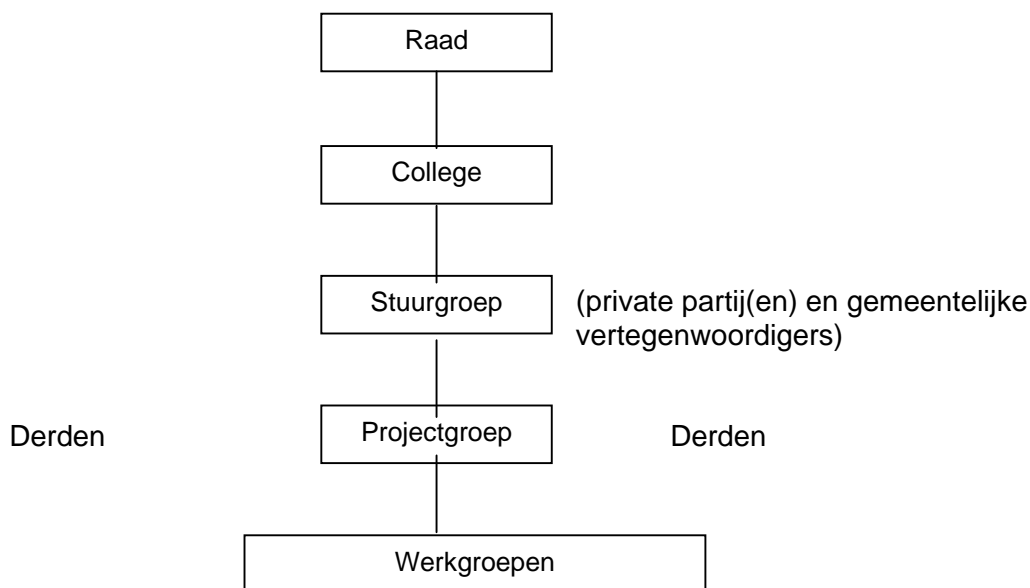 Raad
College
Stuurgroep
(private partij(en) en gemeentelijke
vertegenwoordigers)
Derden
Projectgroep
Derden
Werkgroepen